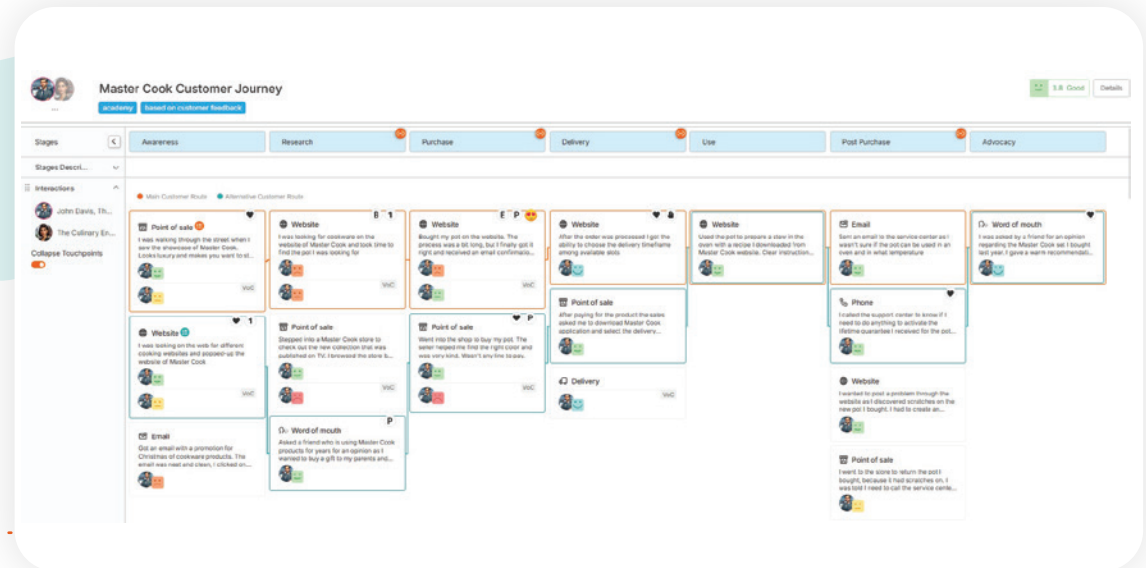 Master Cook Customer Journey
academy based on customer feedback
3.8 Good Details
Stages
Awareness
Research
Purchase
Delivery
Use
Post Purchase
Advocacy
Stages Descri...
Interactions
John Davis, Th...
The Culinary En...
Collapse Touchpoints
Main Customer Route
Alternative Customer Route
Point of sale
I was walking through the street when I
saw the showcase of Master Cook.
Looks luxury and makes you want to st...
VoC
1
Website
I was looking on the web for different
cooking websites and popped-up the
website of Master Cook
VoC
Email
Got an email with a promotion for
Christmas of cookware products. The
email was neat and clean, I clicked on...
B 1
Website
I was looking for cookware on the
website of Master Cook and took time to
find the pot I was looking for
VoC
Point of sale
Stepped into a Master Cook store to
check out the new collection that was
published on TV. I browsed the store b...
VoC
P
Word of mouth
Asked a friend who is using Master Cook
products for years for an opinion as I
wanted to buy a gift to my parents and...
E P
Website
Bought my pot on the website. The
process was a bit long, but I finally got it
right and received an email confirmatio...
VoC
P
Point of sale
Went into the shop to buy my pot. The
seller helped me find the right color and
was very kind. Wasn't any line to pay.
VoC
Website
After the order was processed I got the
ability to choose the delivery timeframe
among available slots
Point of sale
After paying for the product the sales
asked me to download Master Cook
application and select the delivery...
Delivery
VoC
Website
Used the pot to prepare a stew in the
oven with a recipe I downloaded from
Master Cook website. Clear instruction...
Email
Sent an email to the service center as I
wasn't sure if the pot can be used in an
oven and in what temperature
Phone
I called the support center to know if I
need to do anything to activate the
lifetime guarantee I received for the pot...
Website
I wanted to post a problem through the
website as I discovered scratches on the
new pot I bought. I had to create an...
Point of sale
I went to the store to return the pot I
bought, because it had scratches on. I
was told I need to call the service cente...
Word of mouth
I was asked by a friend for an opinion
regarding the Master Cook set I bought
last year. I gave a warm recommendati...